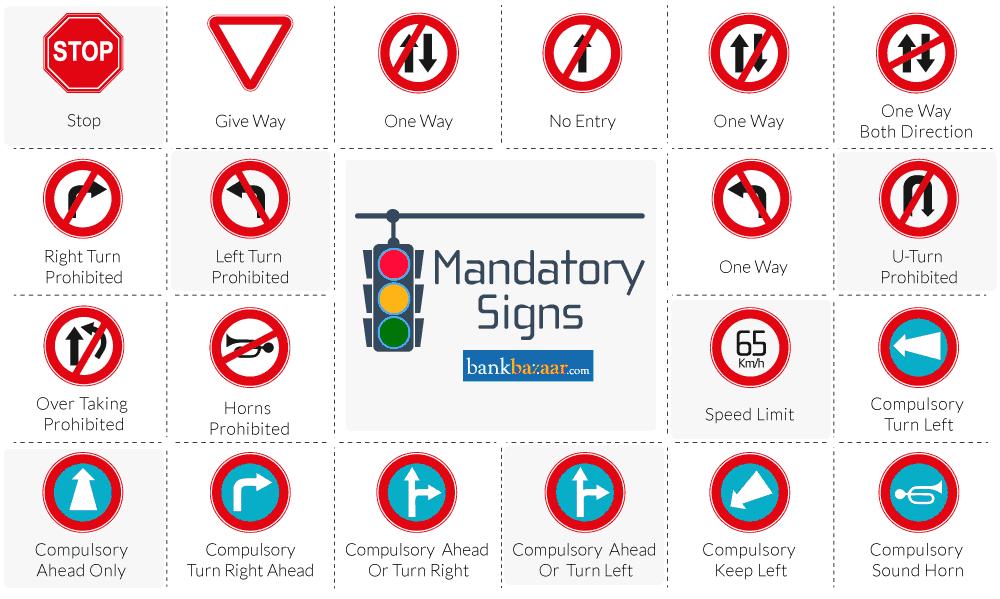 STOP
Stop
Give Way
One Way
No Entry
One Way
One Way
Both Direction
Right Turn
Prohibited
Left Turn
Prohibited
Mandatory
Signs
bankbazaar.com
One Way
U-Turn
Prohibited
Over Taking
Prohibited
Horns
Prohibited
65
Km/h
Speed Limit
Compulsory
Turn Left
Compulsory
Ahead Only
Compulsory
Turn Right Ahead
Compulsory Ahead
Or Turn Right
Compulsory Ahead
Or Turn Left
Compulsory
Keep Left
Compulsory
Sound Horn